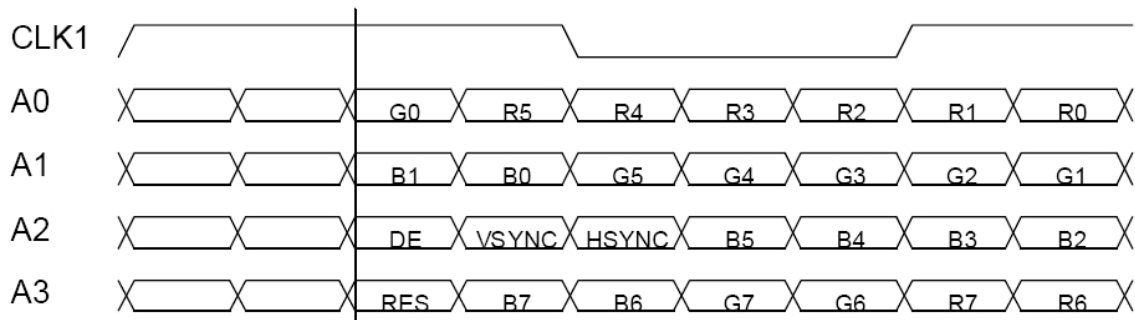 CLK1
A0 G0 R5 R4 R3 R2 R1 R0
A1 B1 B0 G5 G4 G3 G2 G1
A2 DE VSYNC HSYNC B5 B4 B3 B2
A3 RES B7 B6 G7 G6 R7 R6